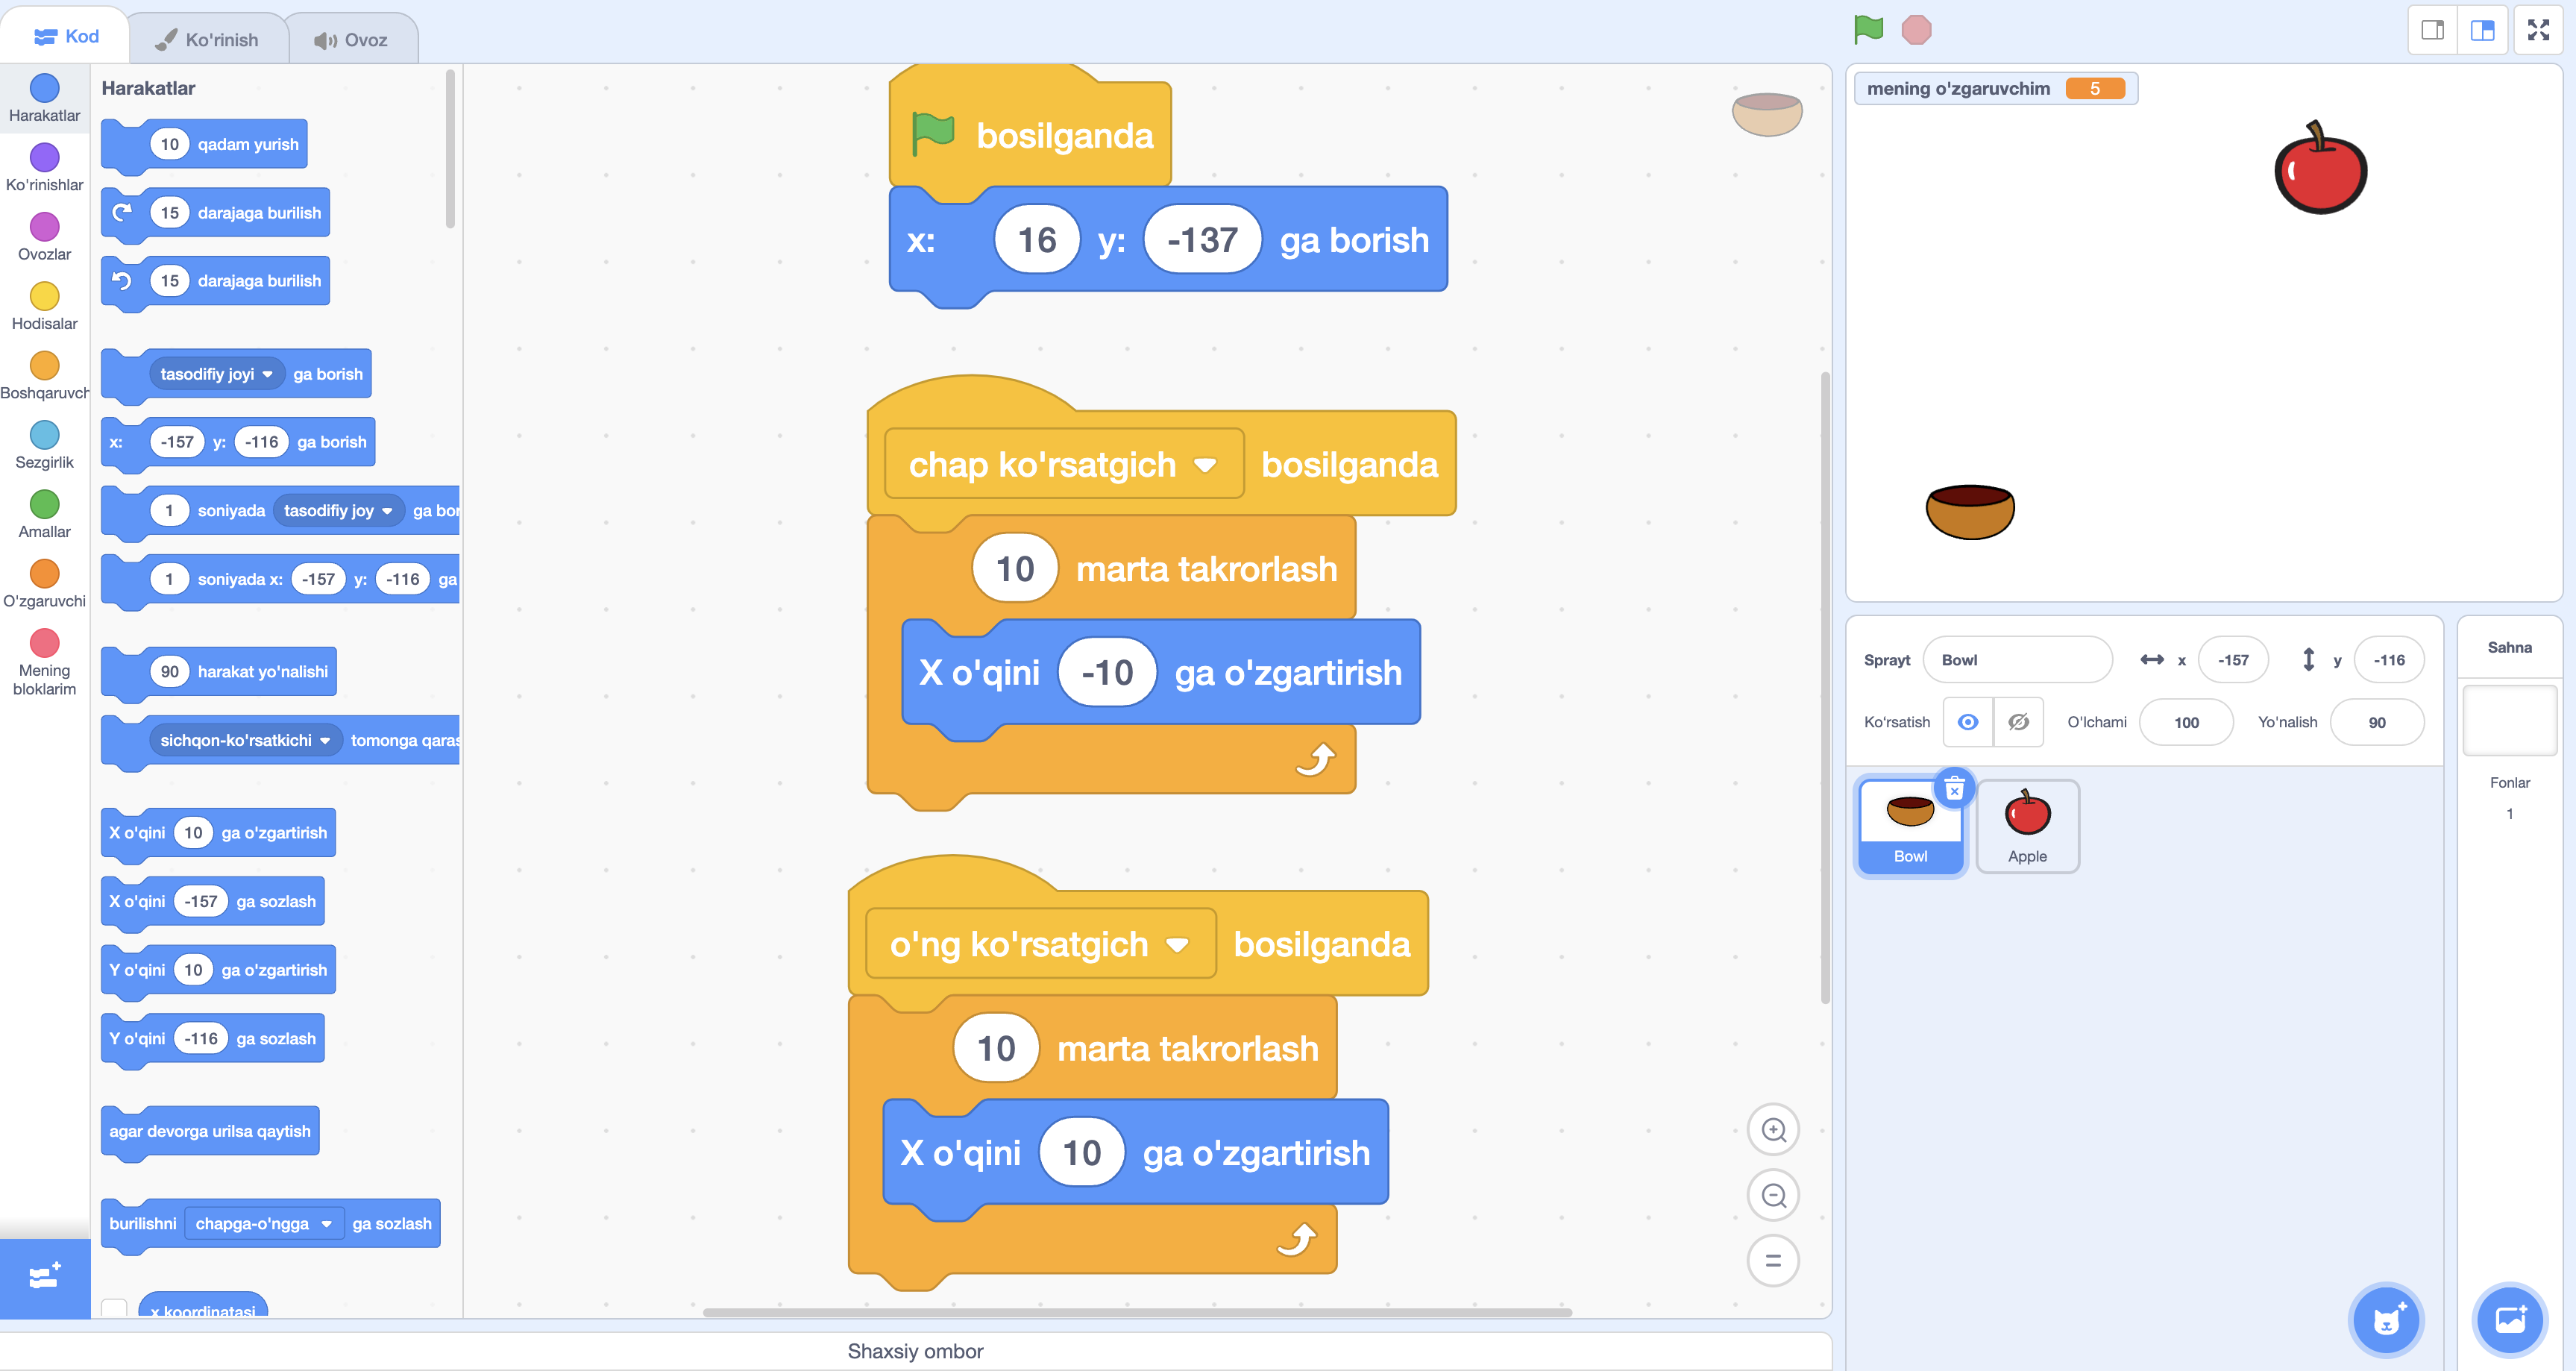 Kod
Ko'rinish
Ovoz
Harakatlar
Ko'rinishlar
Ovozlar
Hodisalar
Boshqaruvch
Sezgirlik
Amallar
O'zgaruvchi
Mening
bloklarim
Harakatlar
10 qadam yurish
15 darajaga burilish
15 darajaga burilish
tasodifiy joyi ga borish
x: -157 y: -116 ga borish
1 soniyada tasodifiy joy ga bor
1 soniyada x: -157 y: -116 ga
90 harakat yo'nalishi
sichqon-ko'rsatkichi tomonga qaras
X o'qini 10 ga o'zgartirish
X o'qini -157 ga sozlash
Y o'qini 10 ga o'zgartirish
Y o'qini -116 ga sozlash
agar devorga urilsa qaytish
burilishni chapga-o'ngga ga sozlash
x koordinatasi
bosilganda
x: 16 y: -137 ga borish
chap ko'rsatgich bosilganda
10 marta takrorlash
X o'qini -10 ga o'zgartirish
o'ng ko'rsatgich bosilganda
10 marta takrorlash
X o'qini 10 ga o'zgartirish
Shaxsiy ombor
mening o'zgaruvchim 5
Sprayt Bowl x -157 y -116
Ko'rsatish O'lchami 100 Yo'nalish 90
Bowl
Apple
Sahna
Fonlar
1